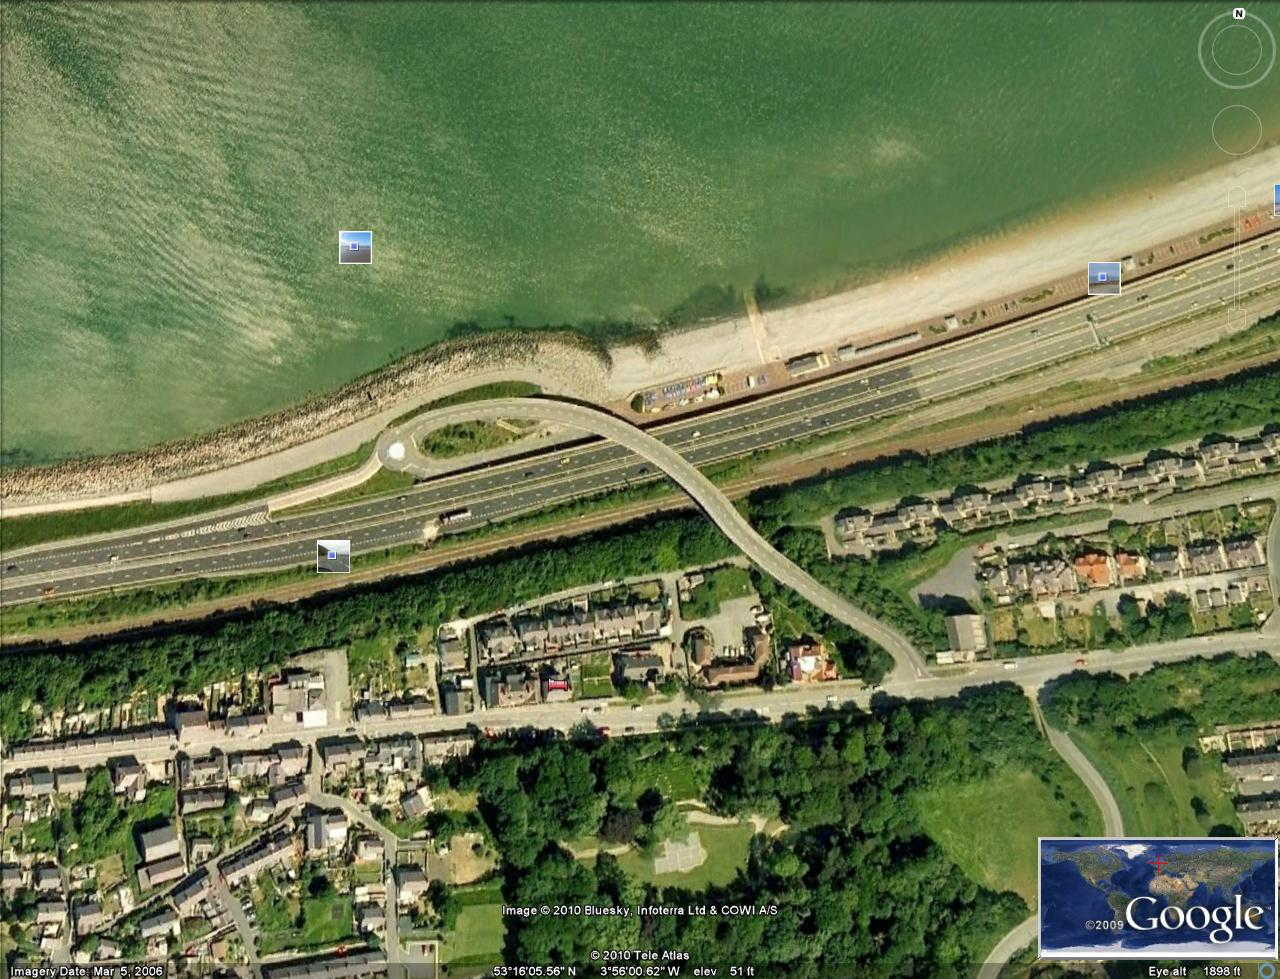 N
©2009 Google™
Image © 2010 Bluesky, Infoterra Ltd & COWI A/S
© 2010 Tele Atlas
Imagery Date: Mar 5, 2006 53°16'05.56" N 3°56'00.62" W elev 51 ft Eye alt 1898 ft